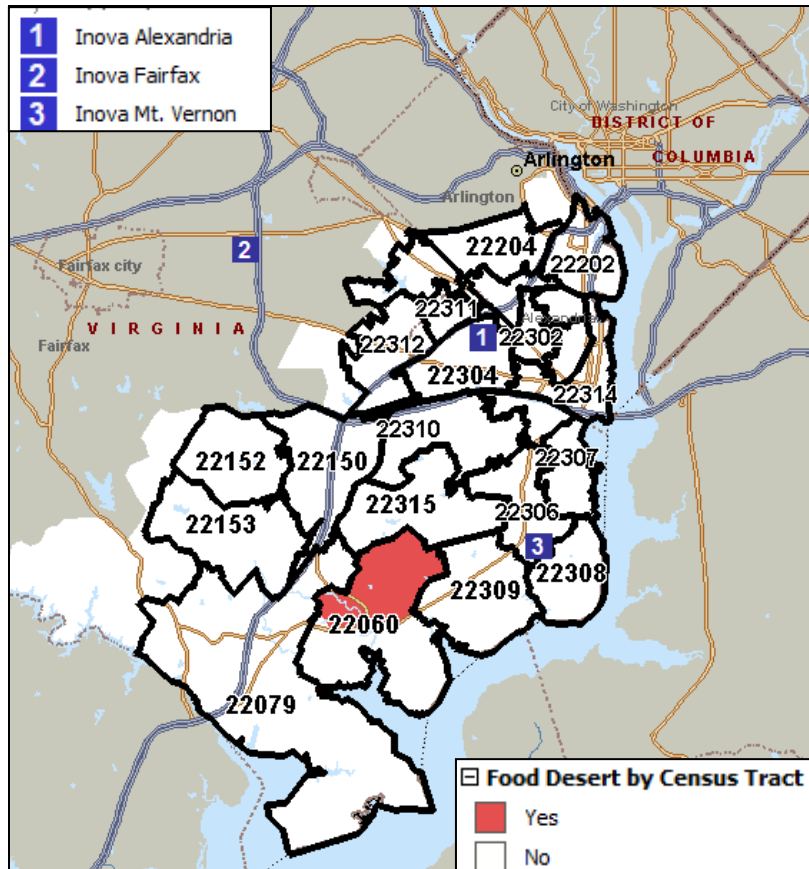 1 Inova Alexandria
2 Inova Fairfax
3 Inova Mt. Vernon
City of Washington
DISTRICT OF
COLUMBIA
Arlington
Arlington
22204
22202
2
Fairfax city
VIRGINIA
Fairfax
22311
22312
1
22302
22304
22314
22310
22307
22152
22150
22315
22153
22306
3
22308
22309
22060
22079
Food Desert by Census Tract
Yes
No